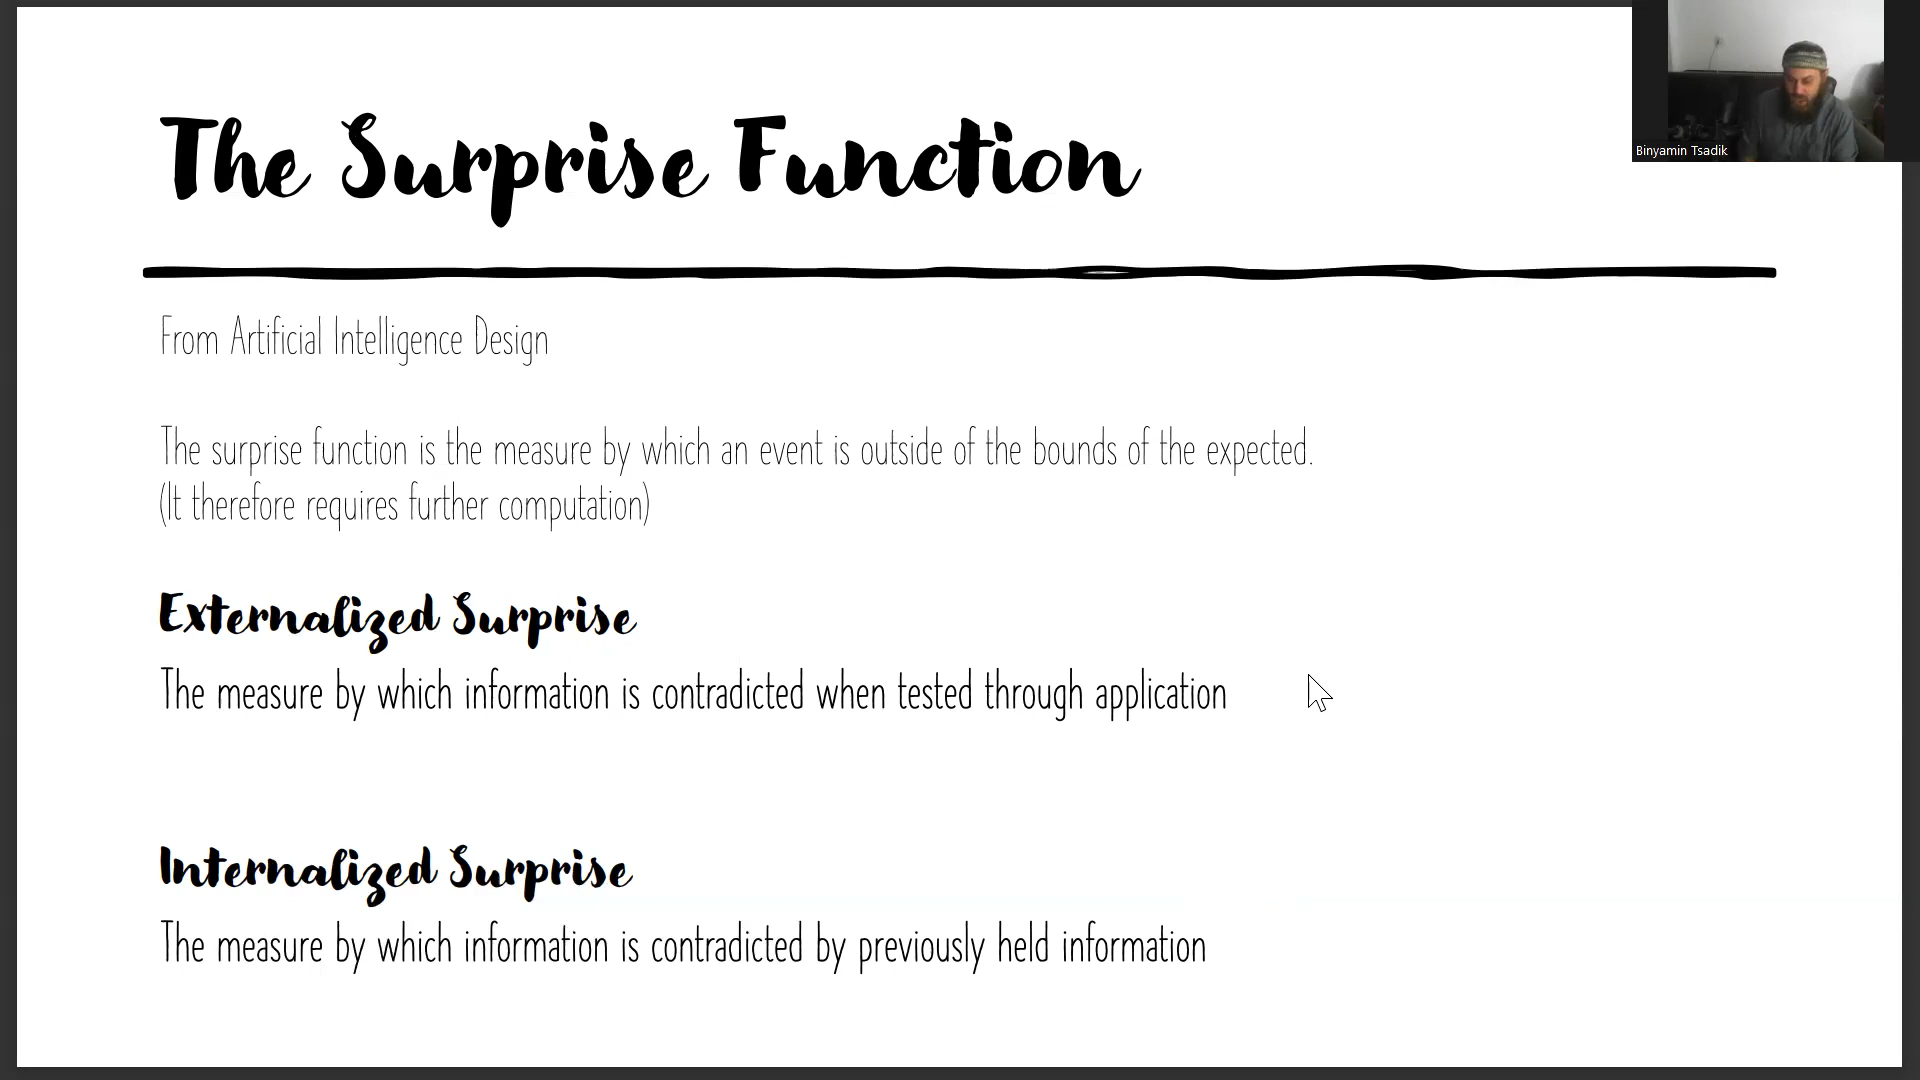 The Surprise Function
Binyamin Tsadik
From Artificial Intelligence Design
The surprise function is the measure by which an event is outside of the bounds of the expected.
(It therefore requires further computation)
Externalized Surprise
The measure by which information is contradicted when tested through application
Internalized Surprise
The measure by which information is contradicted by previously held information